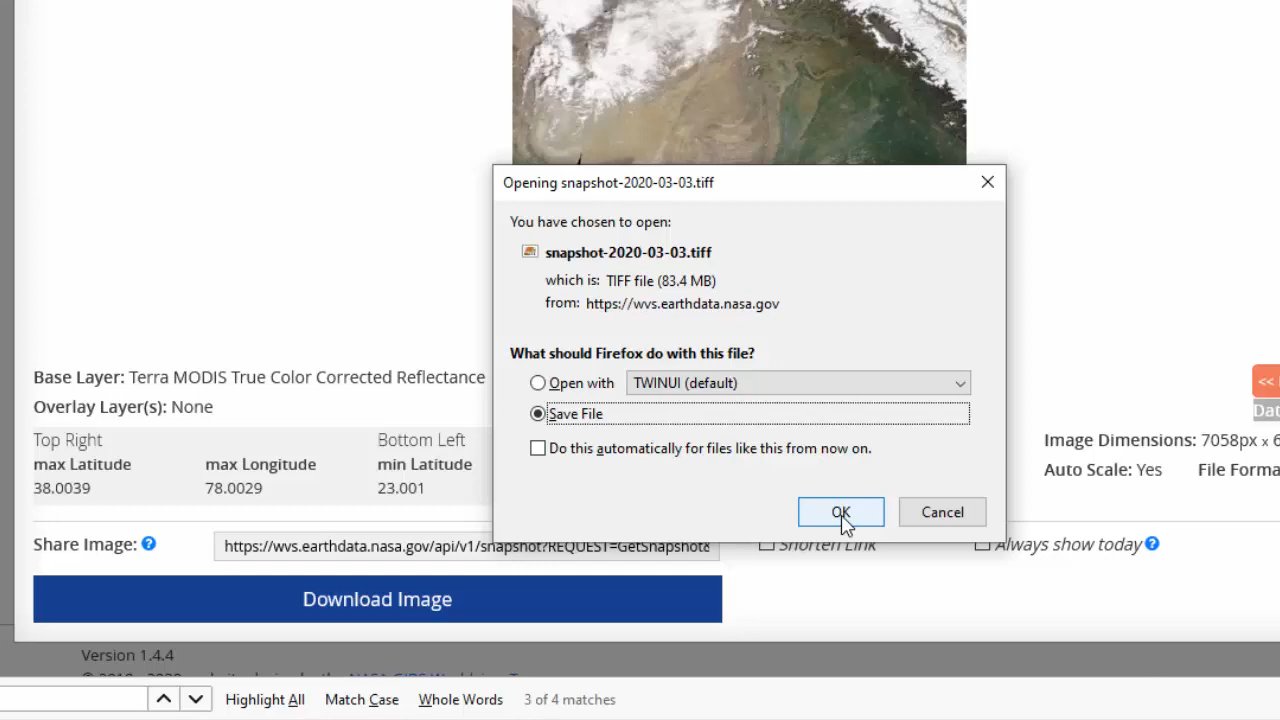 Opening snapshot-2020-03-03.tiff
You have chosen to open:
snapshot-2020-03-03.tiff
which is: TIFF file (83.4 MB)
from: https://wvs.earthdata.nasa.gov
What should Firefox do with this file?
Open with TWINUI (default)
Save File
Do this automatically for files like this from now on.
OK Cancel
Base Layer: Terra MODIS True Color Corrected Reflectance
Overlay Layer(s): None
<<
Dat
Top Right Bottom Left
max Latitude max Longitude min Latitude
38.0039 78.0029 23.001
Image Dimensions: 7058px x 6
Auto Scale: Yes File Forma
Share Image: https://wvs.earthdata.nasa.gov/api/v1/snapshot?REQUEST=GetSnapshot& Shorten Link Always show today
Download Image
Version 1.4.4
Highlight All Match Case Whole Words 3 of 4 matches